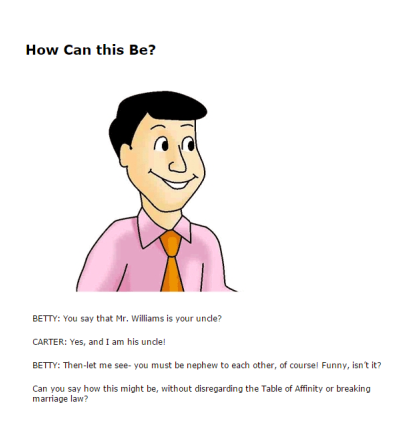 How Can this Be?
BETTY: You say that Mr. Williams is your uncle?
CARTER: Yes, and I am his uncle!
BETTY: Then-let me see- you must be nephew to each other, of course! Funny, isn't it?
Can you say how this might be, without disregarding the Table of Affinity or breaking
marriage law?